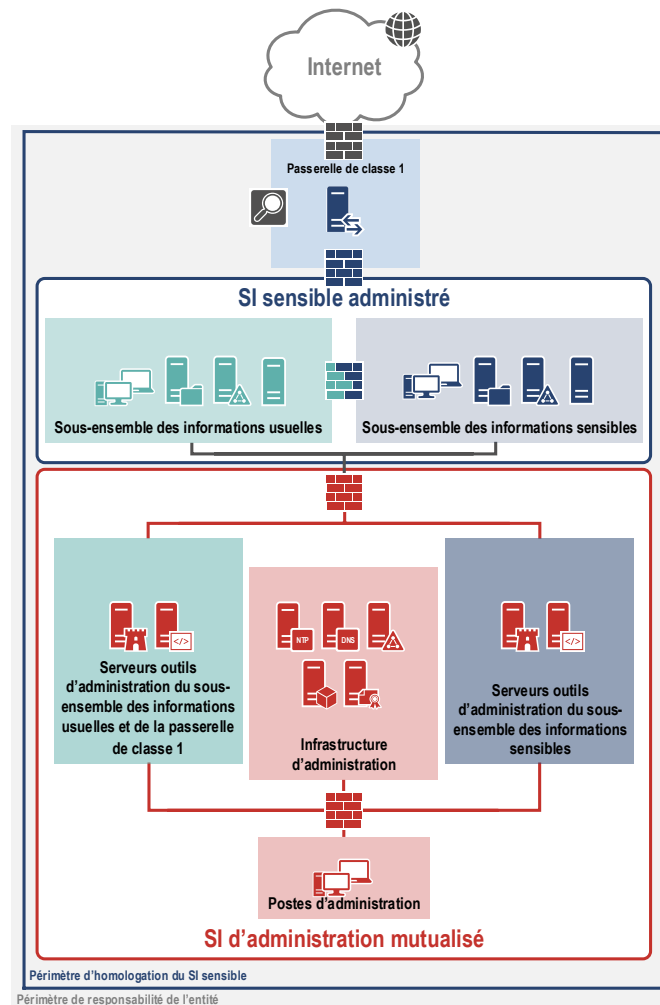 Internet
Passerelle de classe 1
SI sensible administré
Sous-ensemble des informations usuelles
Sous-ensemble des informations sensibles
</>
NTP
DNS
</>
Serveurs outils
d'administration du sous-
ensemble des informations
usuelles et de la passerelle
de classe 1
Infrastructure
d'administration
Serveurs outils
d'administration du sous-
ensemble des informations
sensibles
Postes d'administration
SI d'administration mutualisé
Périmètre d'homologation du SI sensible
Périmètre de responsabilité de l'entité